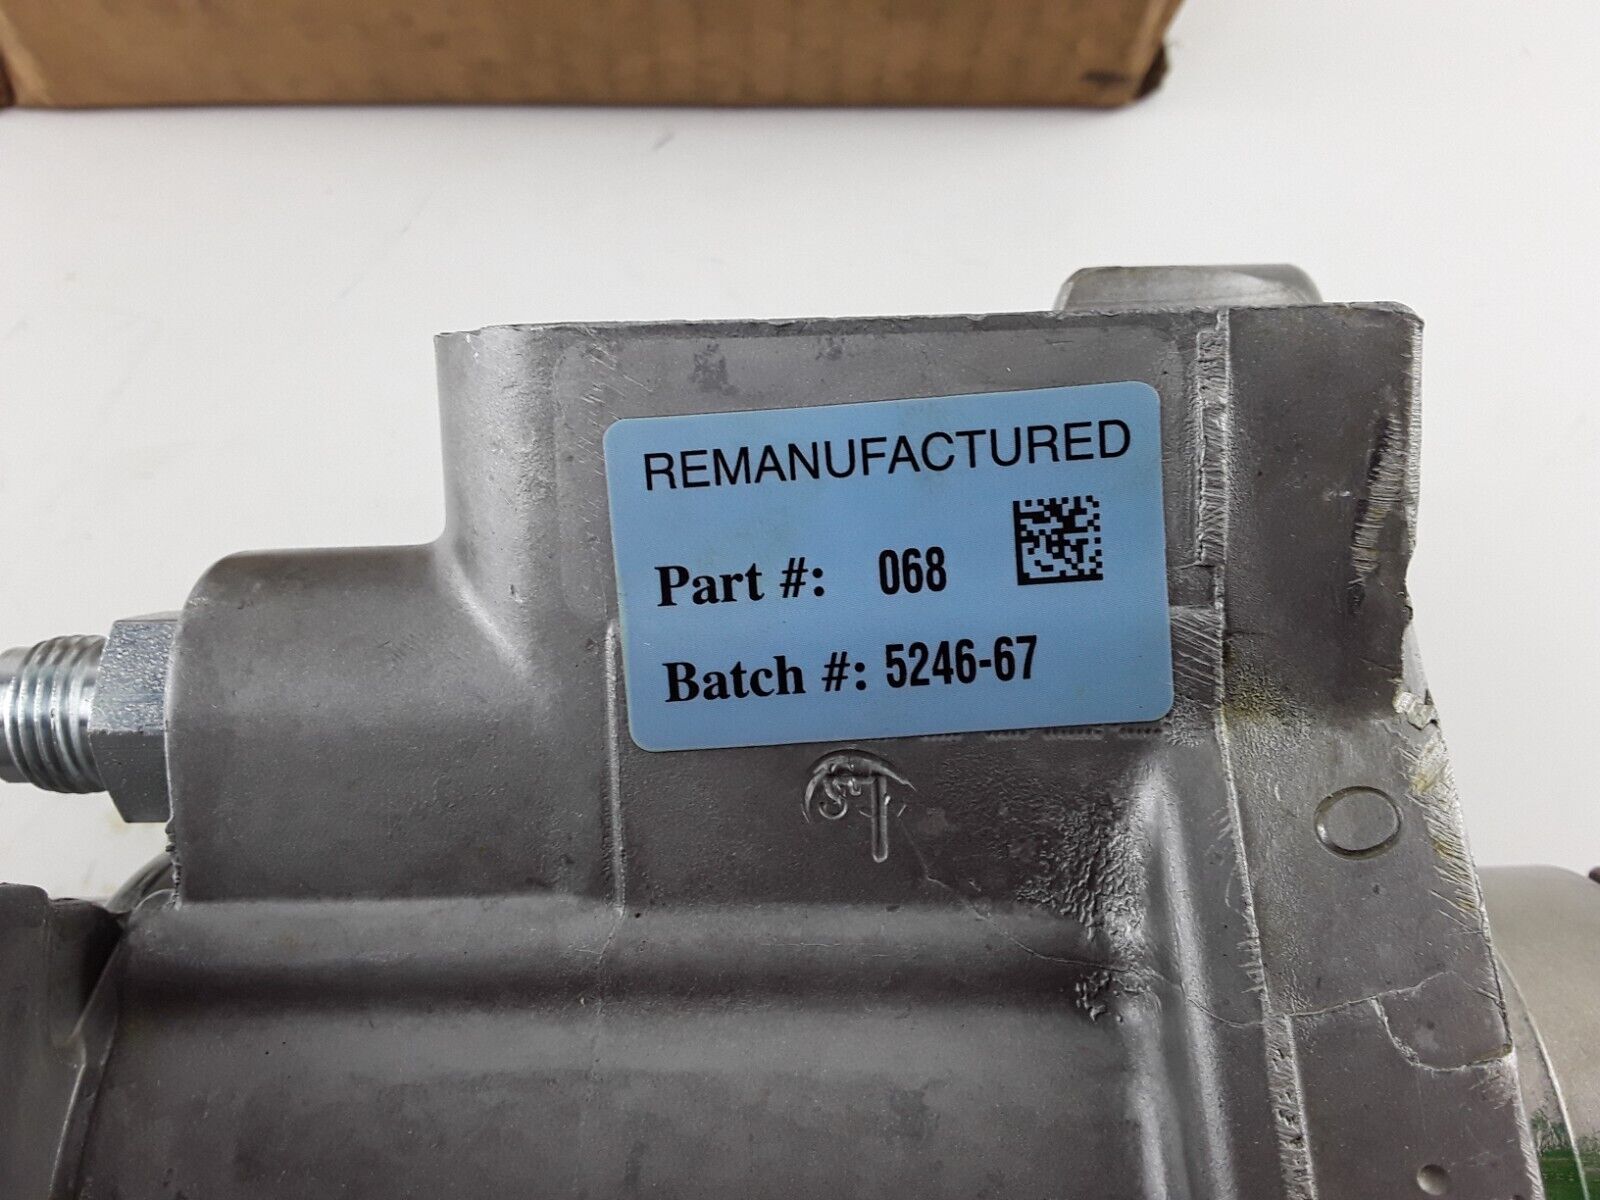 REMANUFACTURED
Part #: 068
Batch #: 5246-67